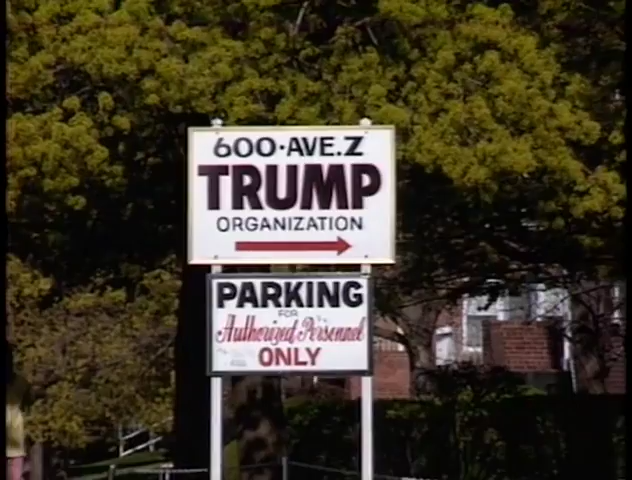 600·AVE.Z
TRUMP
ORGANIZATION
PARKING
FOR
Authorized Personnel
ONLY